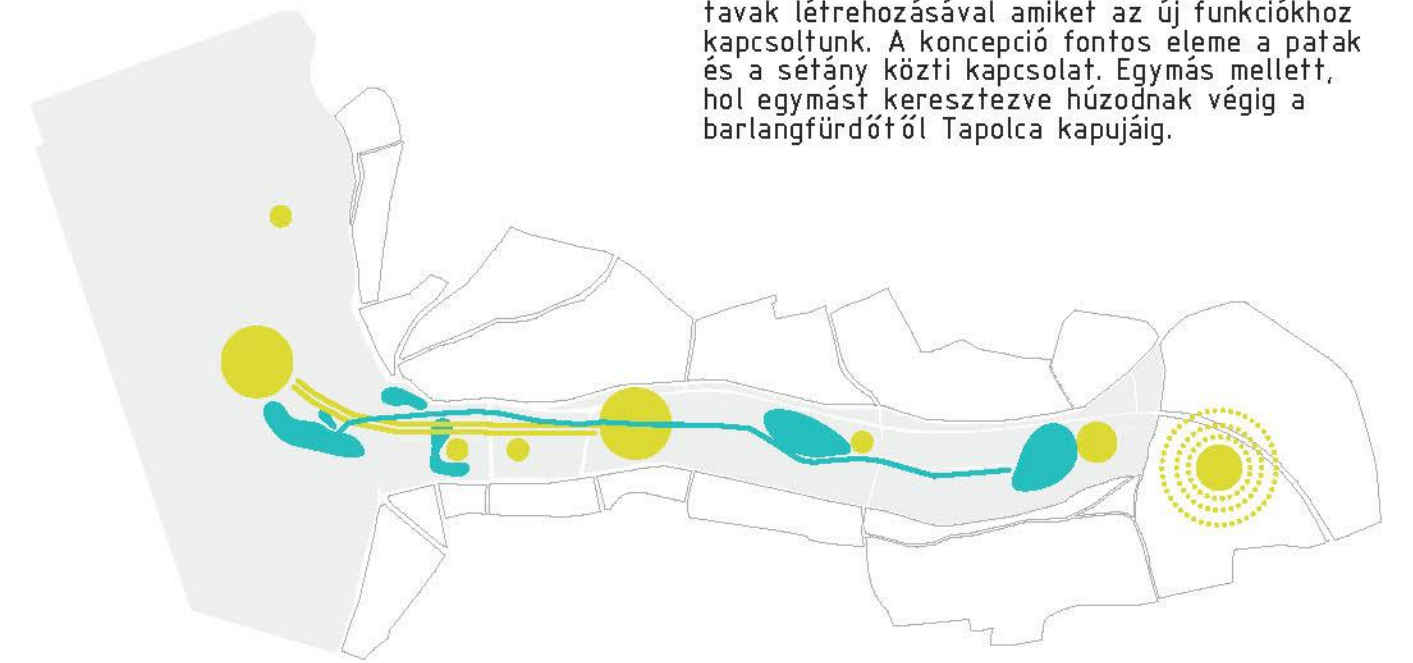 tavak létrehozásával amiket az új funkciókhoz
kapcsoltunk. A koncepció fontos eleme a patak
és a sétány közti kapcsolat. Egymás mellett,
hol egymást keresztezve húzodnak végig a
barlangfürdőtől Tapolca kapujáig.